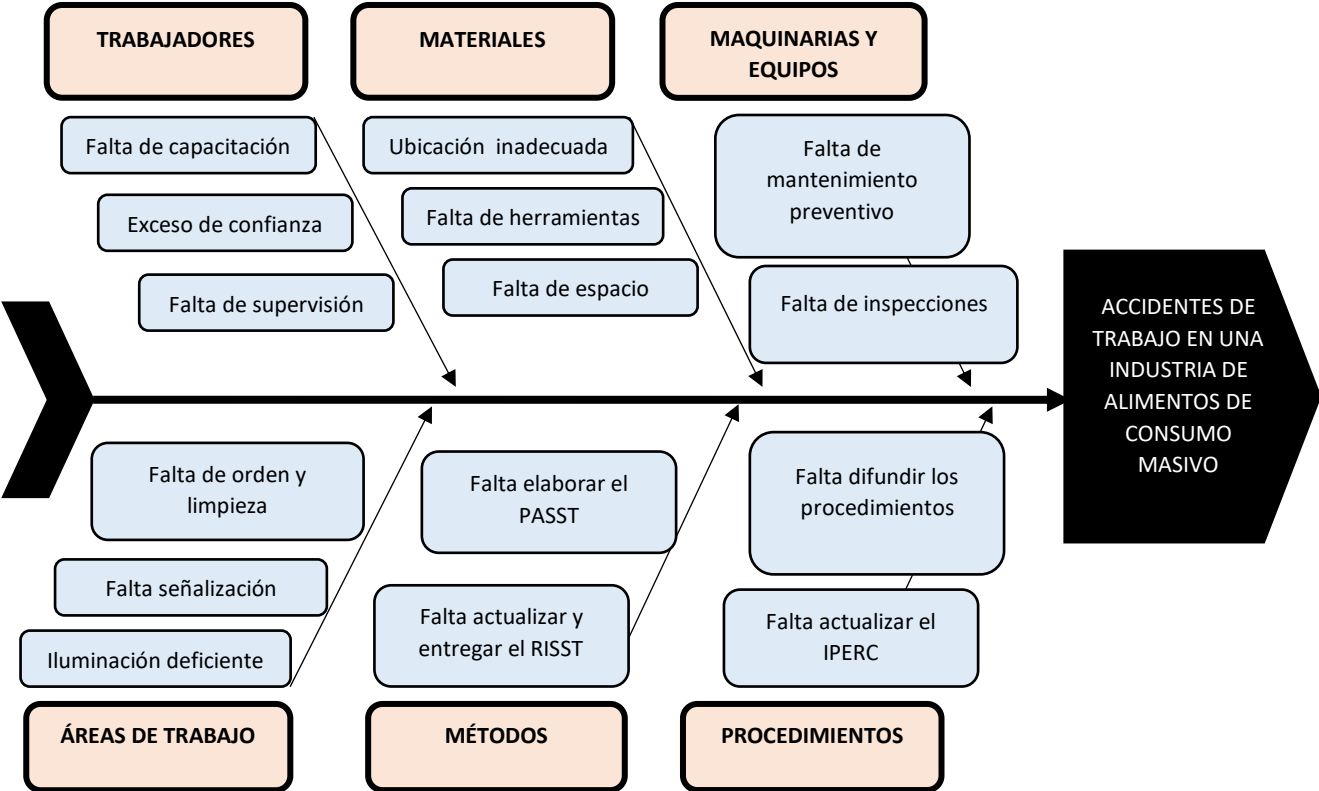 TRABAJADORES
MATERIALES
MAQUINARIAS Y
EQUIPOS
Falta de capacitación
Exceso de confianza
Falta de supervisión
Ubicación inadecuada
Falta de herramientas
Falta de espacio
Falta de
mantenimiento
preventivo
Falta de inspecciones
ACCIDENTES DE
TRABAJO EN UNA
INDUSTRIA DE
ALIMENTOS DE
CONSUMO
MASIVO
Falta de orden y
limpieza
Falta señalización
Iluminación deficiente
Falta elaborar el
PASST
Falta actualizar y
entregar el RISST
Falta difundir los
procedimientos
Falta actualizar el
IPERC
ÁREAS DE TRABAJO
MÉTODOS
PROCEDIMIENTOS